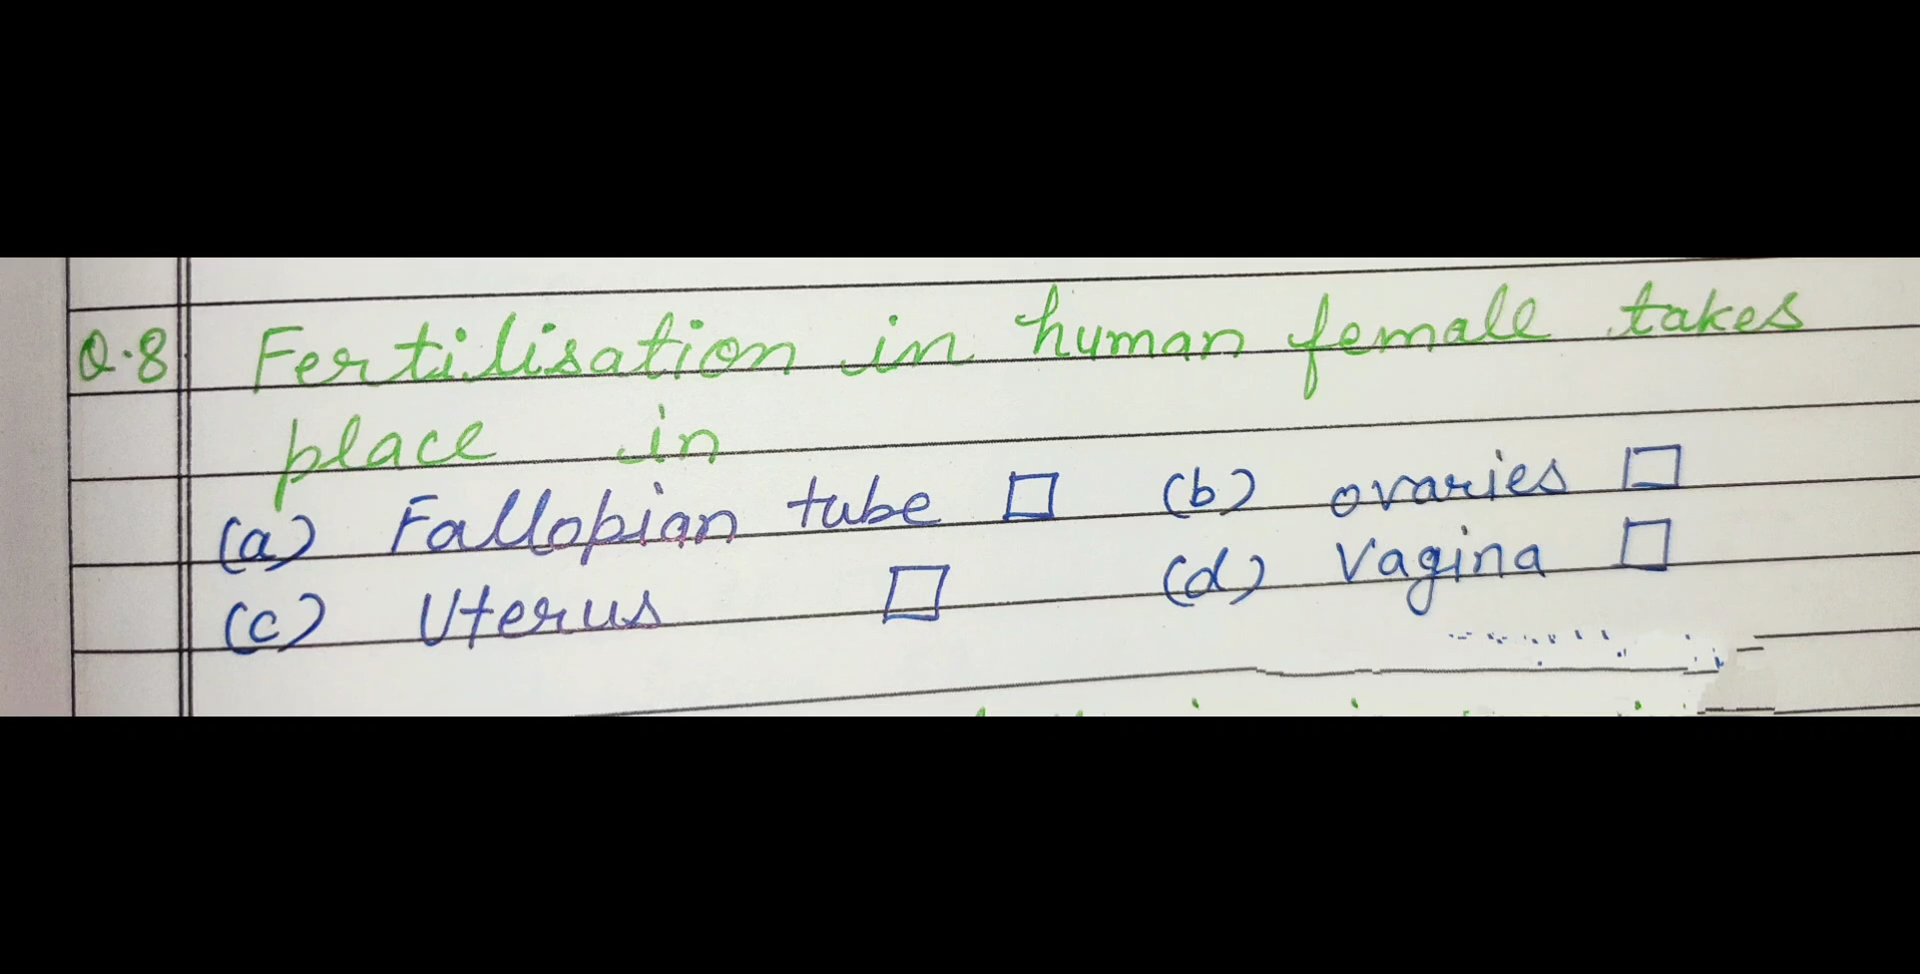 Q.8 Fertilisation in human female takes
place in
(a) Fallopian tube □ (b) ovaries □
(c) Uterus □ (d) Vagina □